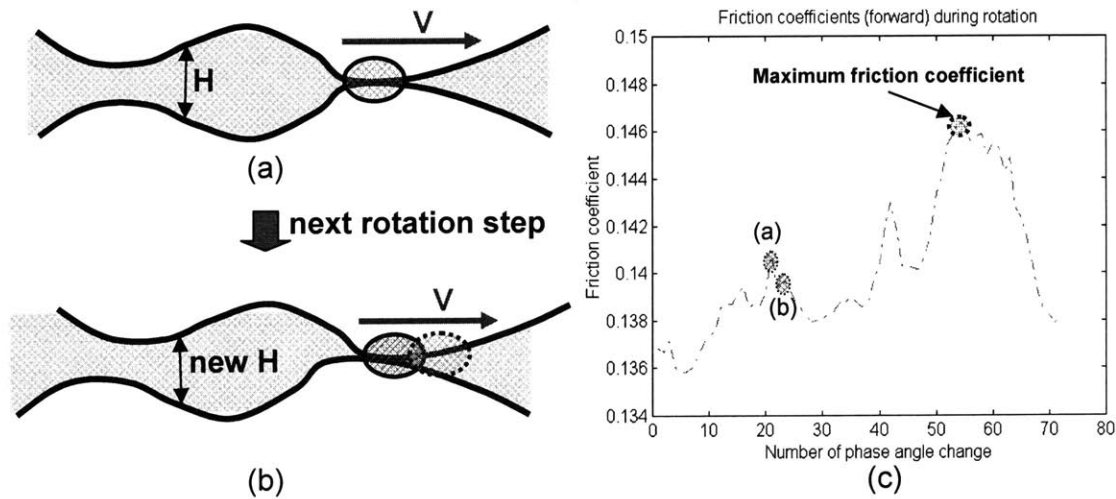 V
H
(a)
next rotation step
V
new H
(b)
Friction coefficients (forward) during rotation
0.15
0.148
0.146
0.144
0.142
0.14
0.138
0.136
0.134
Friction coefficient
Maximum friction coefficient
(a)
(b)
0 10 20 30 40 50 60 70 80
Number of phase angle change
(c)